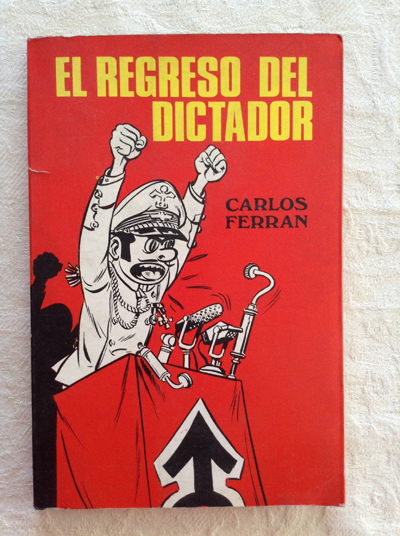 EL REGRESO DEL
DICTADOR
CARLOS
FERRAN